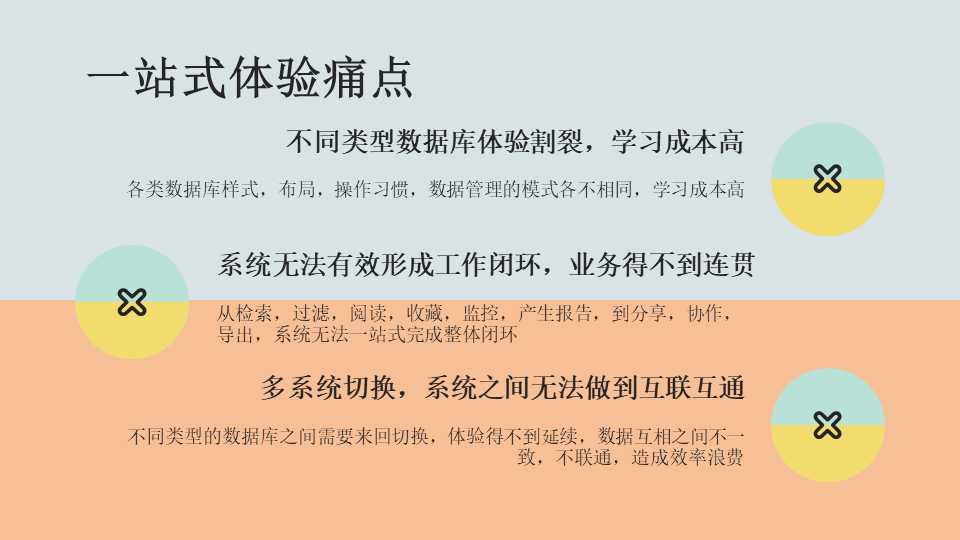 一站式体验痛点
不同类型数据库体验割裂，学习成本高
各类数据库样式，布局，操作习惯，数据管理的模式各不相同，学习成本高
系统无法有效形成工作闭环，业务得不到连贯
从检索，过滤，阅读，收藏，监控，产生报告，到分享，协作，
导出，系统无法一站式完成整体闭环
多系统切换，系统之间无法做到互联互通
不同类型的数据库之间需要来回切换，体验得不到延续，数据互相之间不一
致，不联通，造成效率浪费